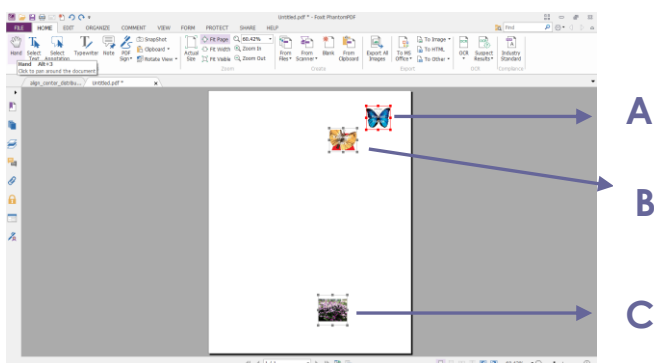 Untitled.pdf * - Foxit PhantomPDF
FILE HOME EDIT ORGANIZE COMMENT VIEW FORM PROTECT SHARE HELP
Find
Hand
Select Text
Select Annotation
Typewriter
Note
PDF Sign
SnapShot
Clipboard
Rotate View
Actual Size
Fit Page
Fit Width
Fit Visible
60.42%
Zoom In
Zoom Out
From Files
From Scanner
Blank
From Clipboard
Export All Images
To MS Office
To Image
To HTML
To Other
OCR
Suspect Results
Industry Standard
Zoom
Create
Export
OCR
Compliance
Hand Alt+3
Click to pan around the document
align_center_distribu...
Untitled.pdf *
A
B
C